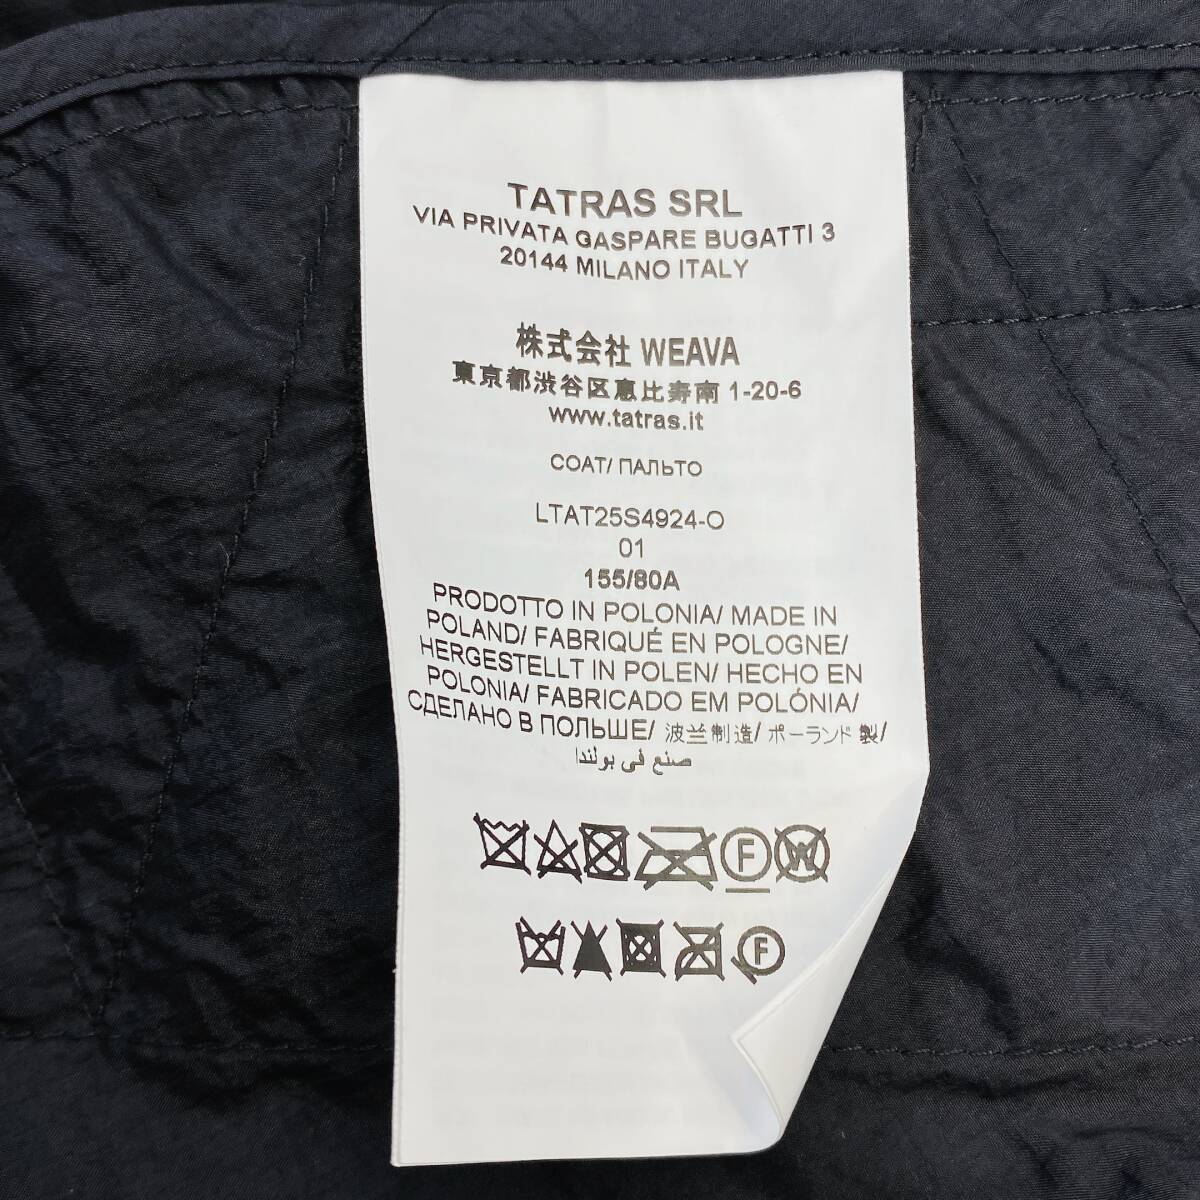 TATRAS SRL
VIA PRIVATA GASPARE BUGATTI 3
20144 MILANO ITALY
株式会社 WEAVA
東京都渋谷区恵比寿南 1-20-6
www.tatras.it
COAT/ ПАЛЬТО
LTAT25S4924-O
01
155/80A
PRODOTTO IN POLONIA/ MADE IN
POLAND/ FABRIQUÉ EN POLOGNE/
HERGESTELLT IN POLEN/ HECHO EN
POLONIA/ FABRICADO EM POLÓNIA/
СДЕЛАНО В ПОЛЬШЕ/ 波兰制造/ ポーランド製/
صنع في بولندا
F W
F